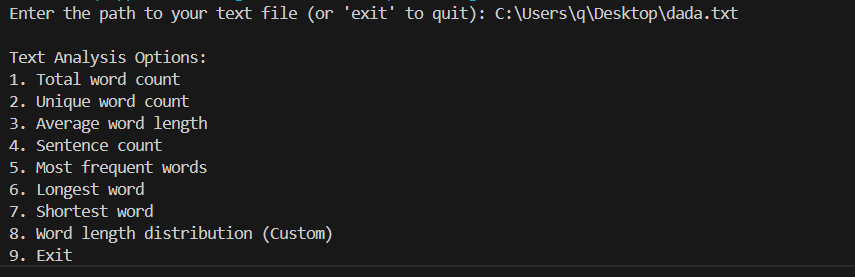 Enter the path to your text file (or 'exit' to quit): C:\Users\q\Desktop\dada.txt
Text Analysis Options:
1. Total word count
2. Unique word count
3. Average word length
4. Sentence count
5. Most frequent words
6. Longest word
7. Shortest word
8. Word length distribution (Custom)
9. Exit